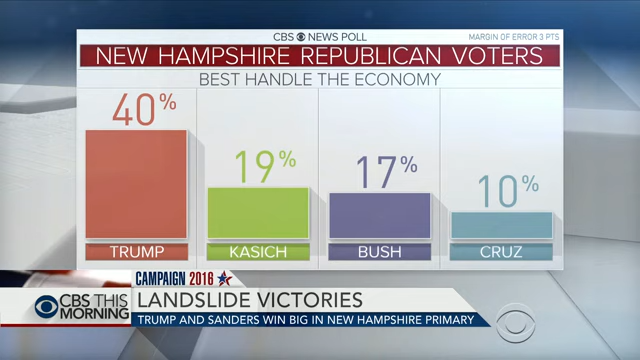 CBS NEWS POLL
MARGIN OF ERROR 3 PTS
NEW HAMPSHIRE REPUBLICAN VOTERS
BEST HANDLE THE ECONOMY
40%
19%
17%
10%
TRUMP
KASICH
BUSH
CRUZ
CAMPAIGN 2016
CBS THIS MORNING
LANDSLIDE VICTORIES
TRUMP AND SANDERS WIN BIG IN NEW HAMPSHIRE PRIMARY